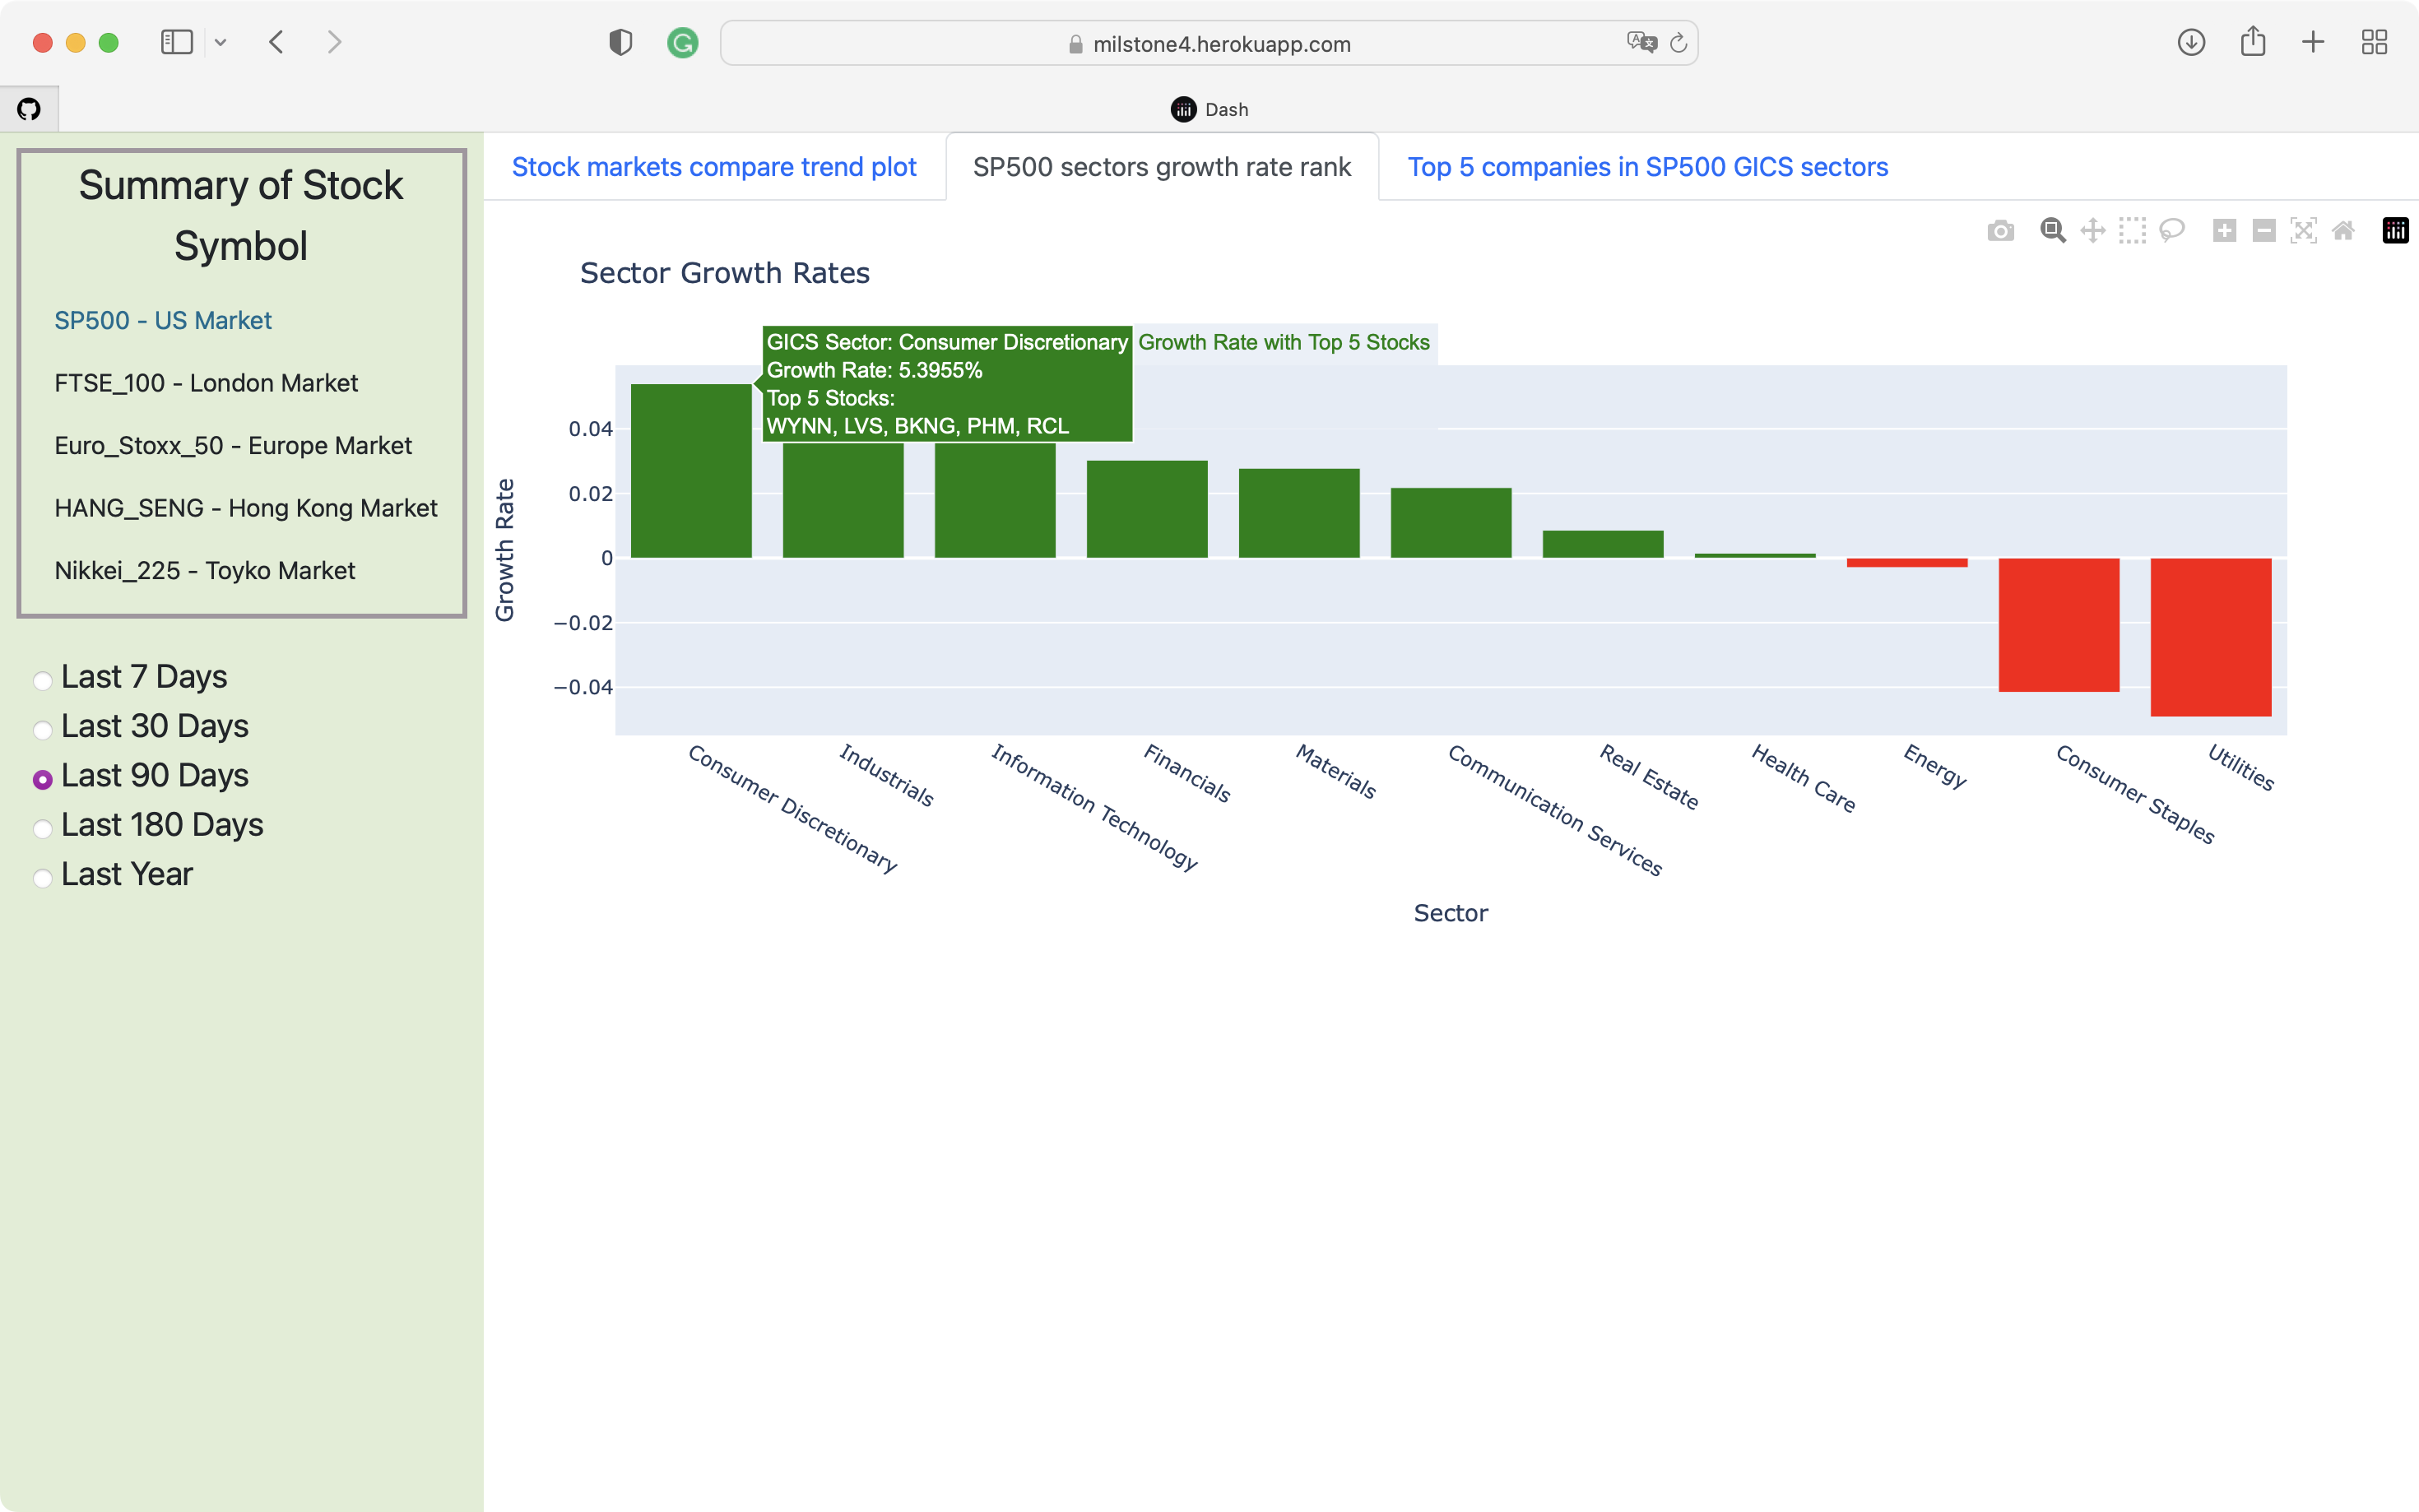 milstone4.herokuapp.com
Dash
Summary of Stock
Symbol
SP500 - US Market
FTSE_100 - London Market
Euro_Stoxx_50 - Europe Market
HANG_SENG - Hong Kong Market
Nikkei_225 - Toyko Market
Last 7 Days
Last 30 Days
Last 90 Days
Last 180 Days
Last Year
Stock markets compare trend plot
SP500 sectors growth rate rank
Top 5 companies in SP500 GICS sectors
Sector Growth Rates
GICS Sector: Consumer Discretionary
Growth Rate: 5.3955%
Top 5 Stocks:
WYNN, LVS, BKNG, PHM, RCL
Growth Rate with Top 5 Stocks
Growth Rate
0.04
0.02
0
−0.02
−0.04
Consumer Discretionary
Industrials
Information Technology
Financials
Materials
Communication Services
Real Estate
Health Care
Energy
Consumer Staples
Utilities
Sector